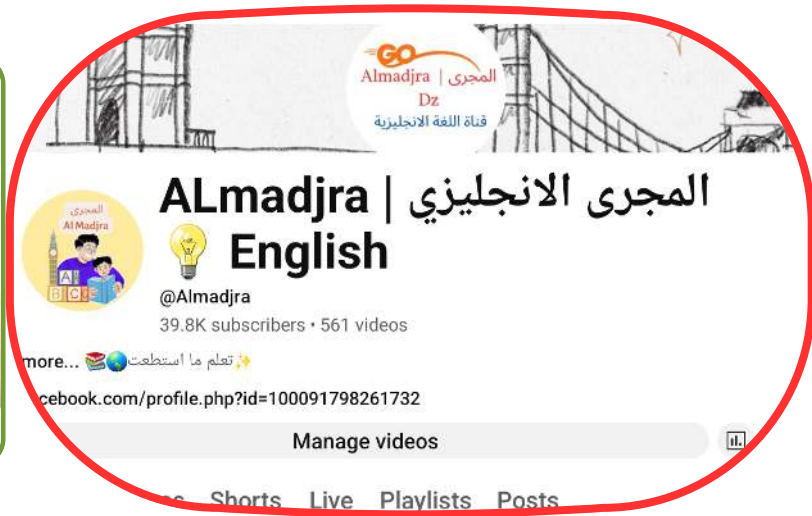 GO
Almadjra | المجرى
Dz
قناة اللغة الانجليزية
المجرى
Al Madjra
A
B C
ALmadjra | المجرى الانجليزي
💡 English
@Almadjra
39.8K subscribers • 561 videos
more... 📚🌏تعلم ما استطعت✨
cebook.com/profile.php?id=100091798261732
Manage videos
Shorts Live Playlists Posts